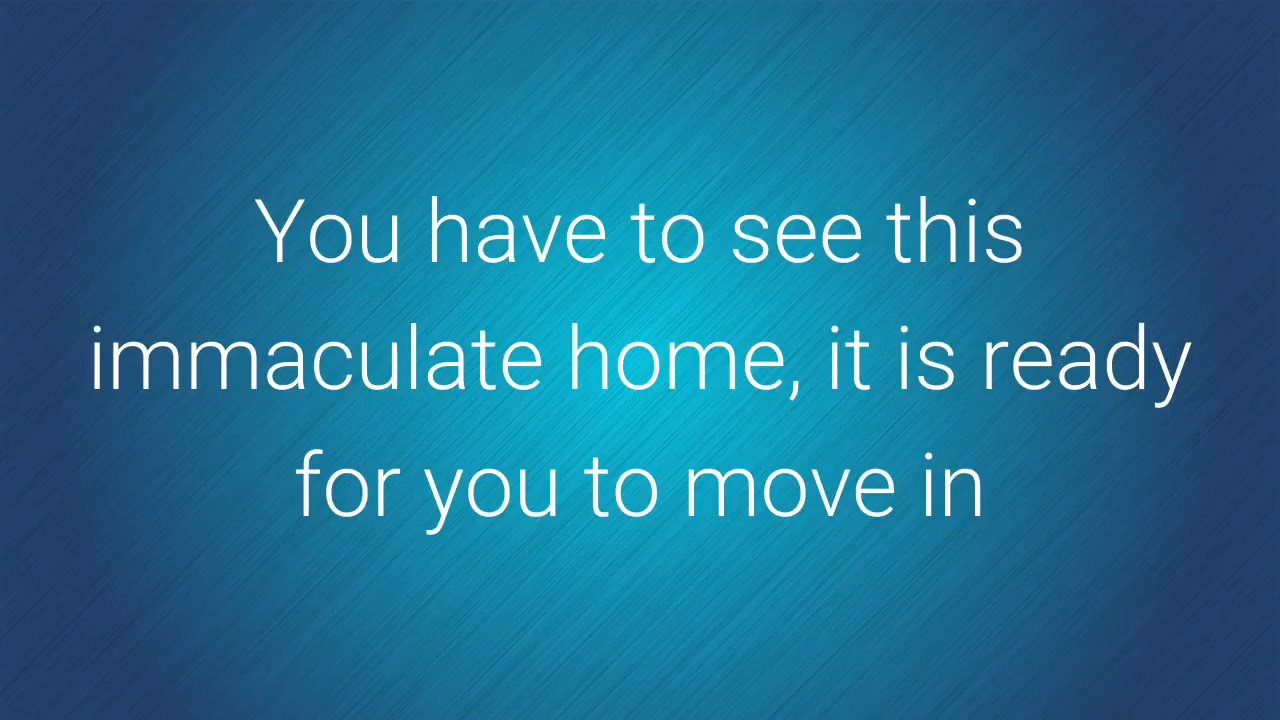 You have to see this
immaculate home, it is ready
for you to move in